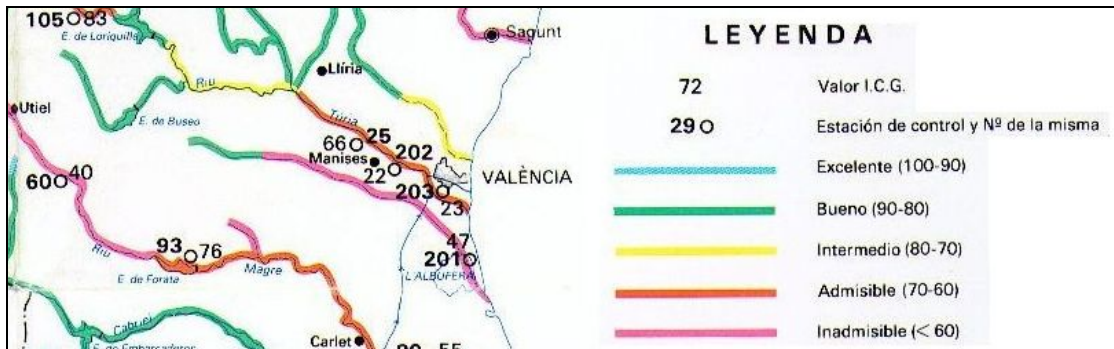 105 83
E. de Loriguilla
Sagunt
Llíria
Riu
Utiel
E. de Buseo
Túria
25
66
Manises
202
22
VALÈNCIA
203
23
60 40
93 76
Riu
Magre
E. de Forata
47
201
L'ALBUFERA
Cabriel
E. de Embarcaderos
Carlet
LEYENDA
72 Valor I.C.G.
29 Estación de control y Nº de la misma
Excelente (100-90)
Bueno (90-80)
Intermedio (80-70)
Admisible (70-60)
Inadmisible (< 60)